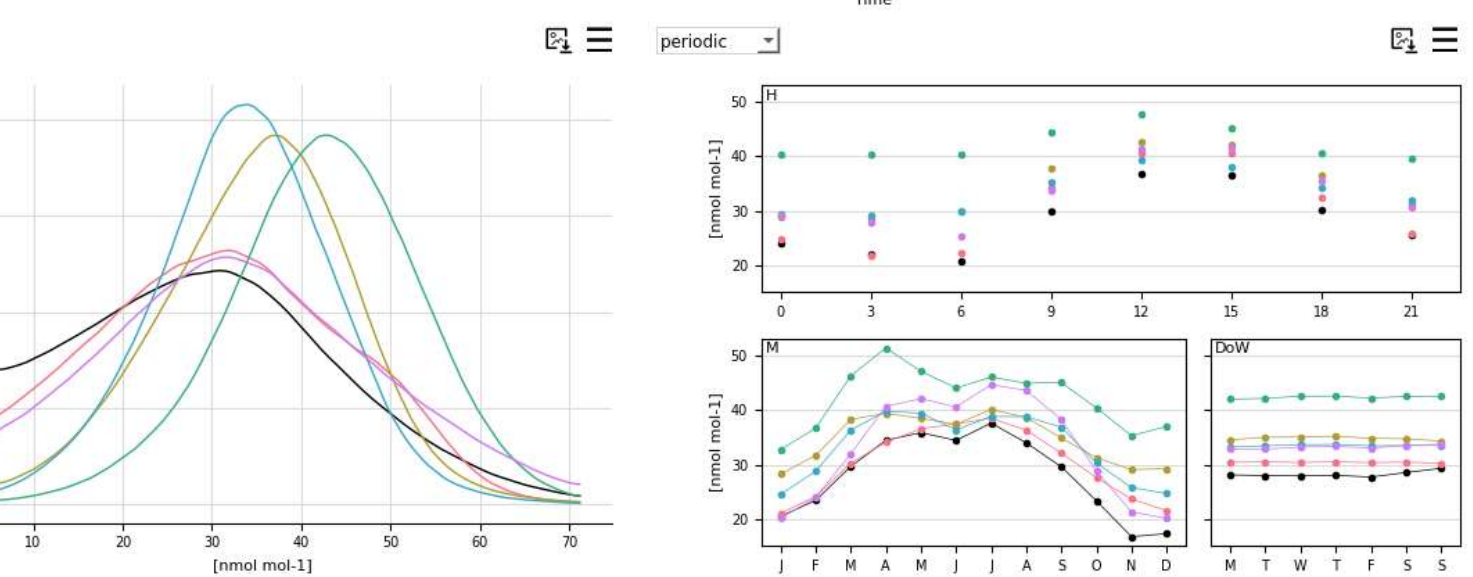 Time
periodic
10 20 30 40 50 60 70
[nmol mol-1]
H
50
40
30
20
[nmol mol-1]
0 3 6 9 12 15 18 21
M
50
40
30
20
[nmol mol-1]
J F M A M J J A S O N D
DoW
M T W T F S S